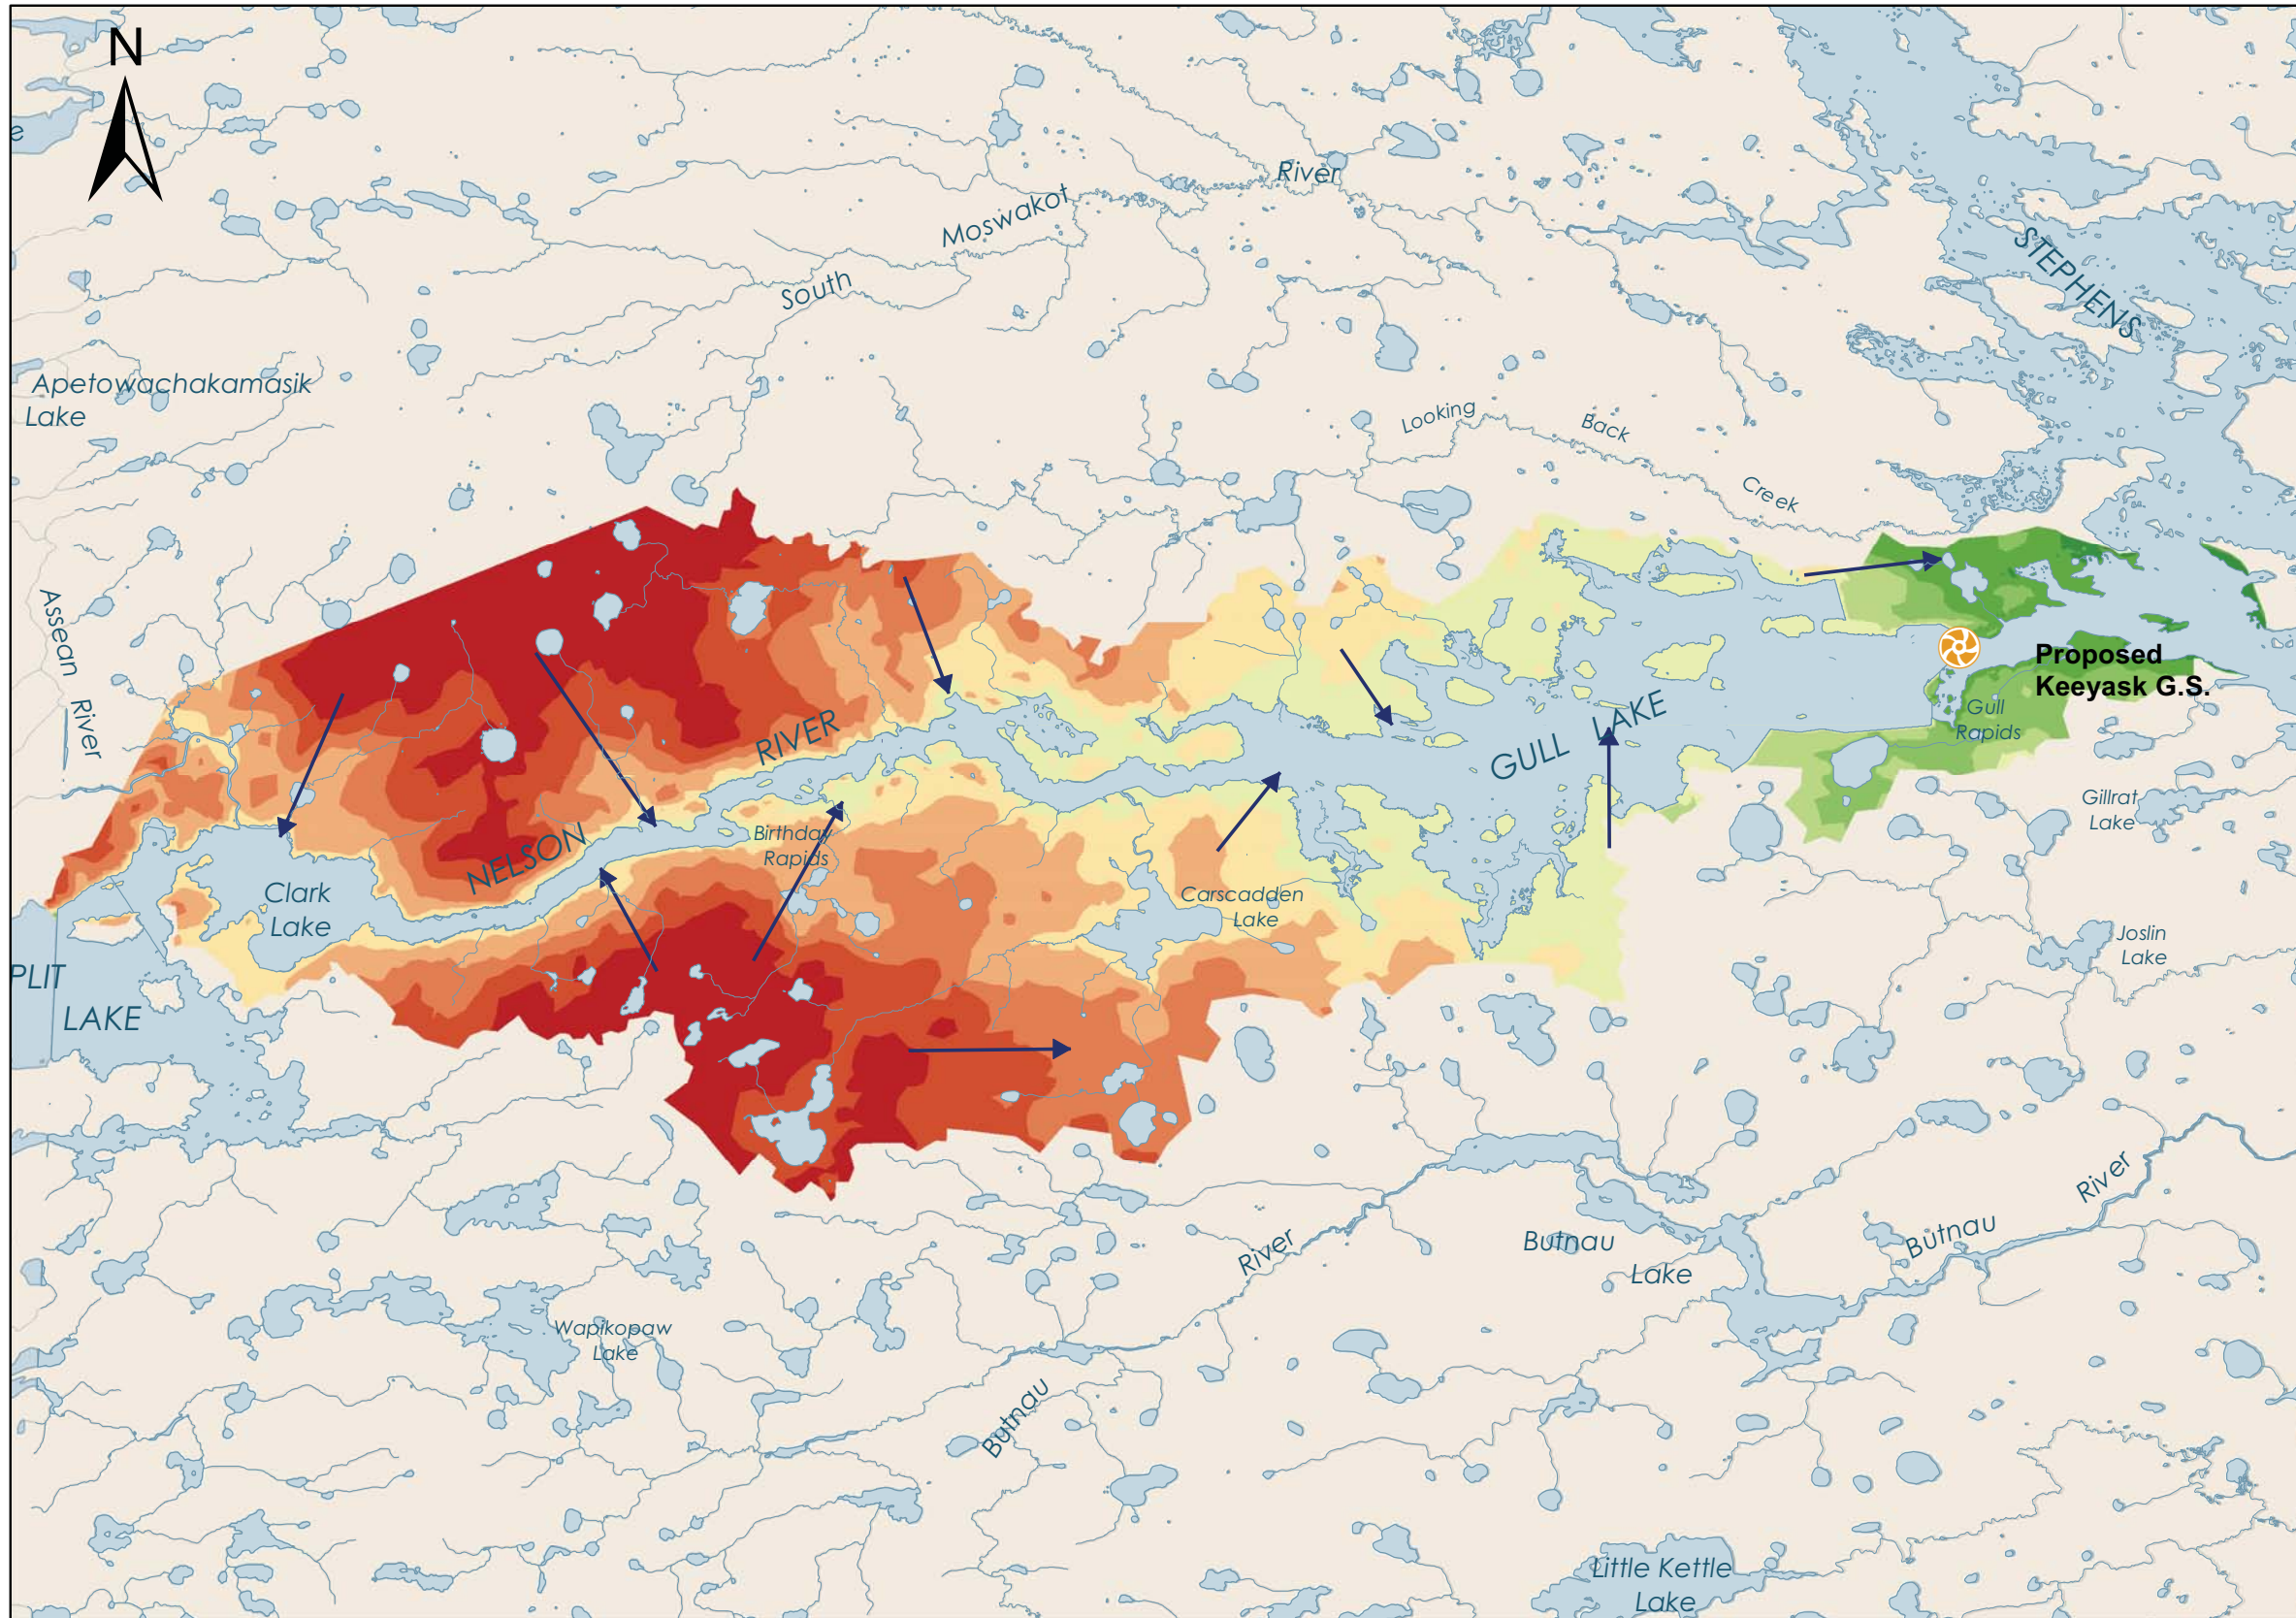 N
e
River
Moswakot
South
STEPHENS
Apetowachakamasik
Lake
Looking
Back
Creek
Assean
River
Proposed
Keeyask G.S.
Gull
Rapids
RIVER
GULL LAKE
NELSON
Birthday
Rapids
Gillrat
Lake
Clark
Lake
Carscadden
Lake
Joslin
Lake
PLIT
LAKE
River
Butnau
River
Butnau
Lake
Wapikopaw
Lake
Butnau
Little Kettle
Lake